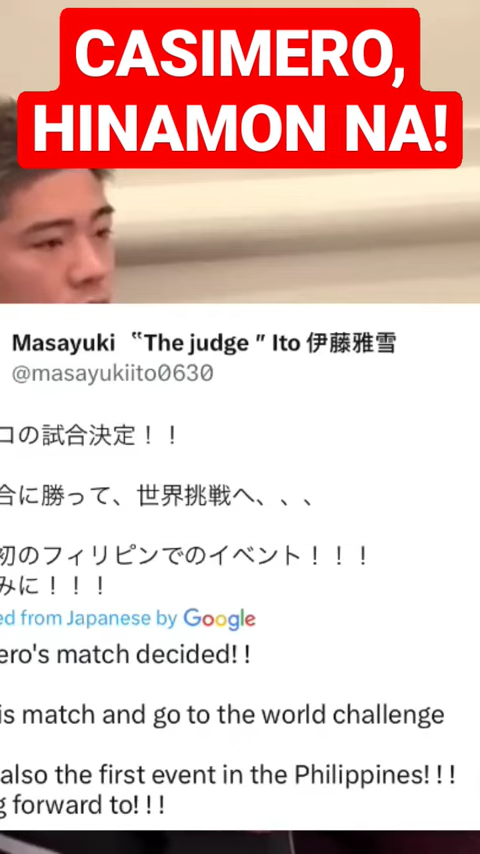 CASIMERO,
HINAMON NA!
Masayuki〝The judge〞Ito 伊藤雅雪
@masayukiito0630
ロの試合決定！！
合に勝って、世界挑戦へ、、、
初のフィリピンでのイベント！！！
みに！！！
ed from Japanese by Google
ero's match decided! !
is match and go to the world challenge
also the first event in the Philippines! ! !
g forward to! ! !